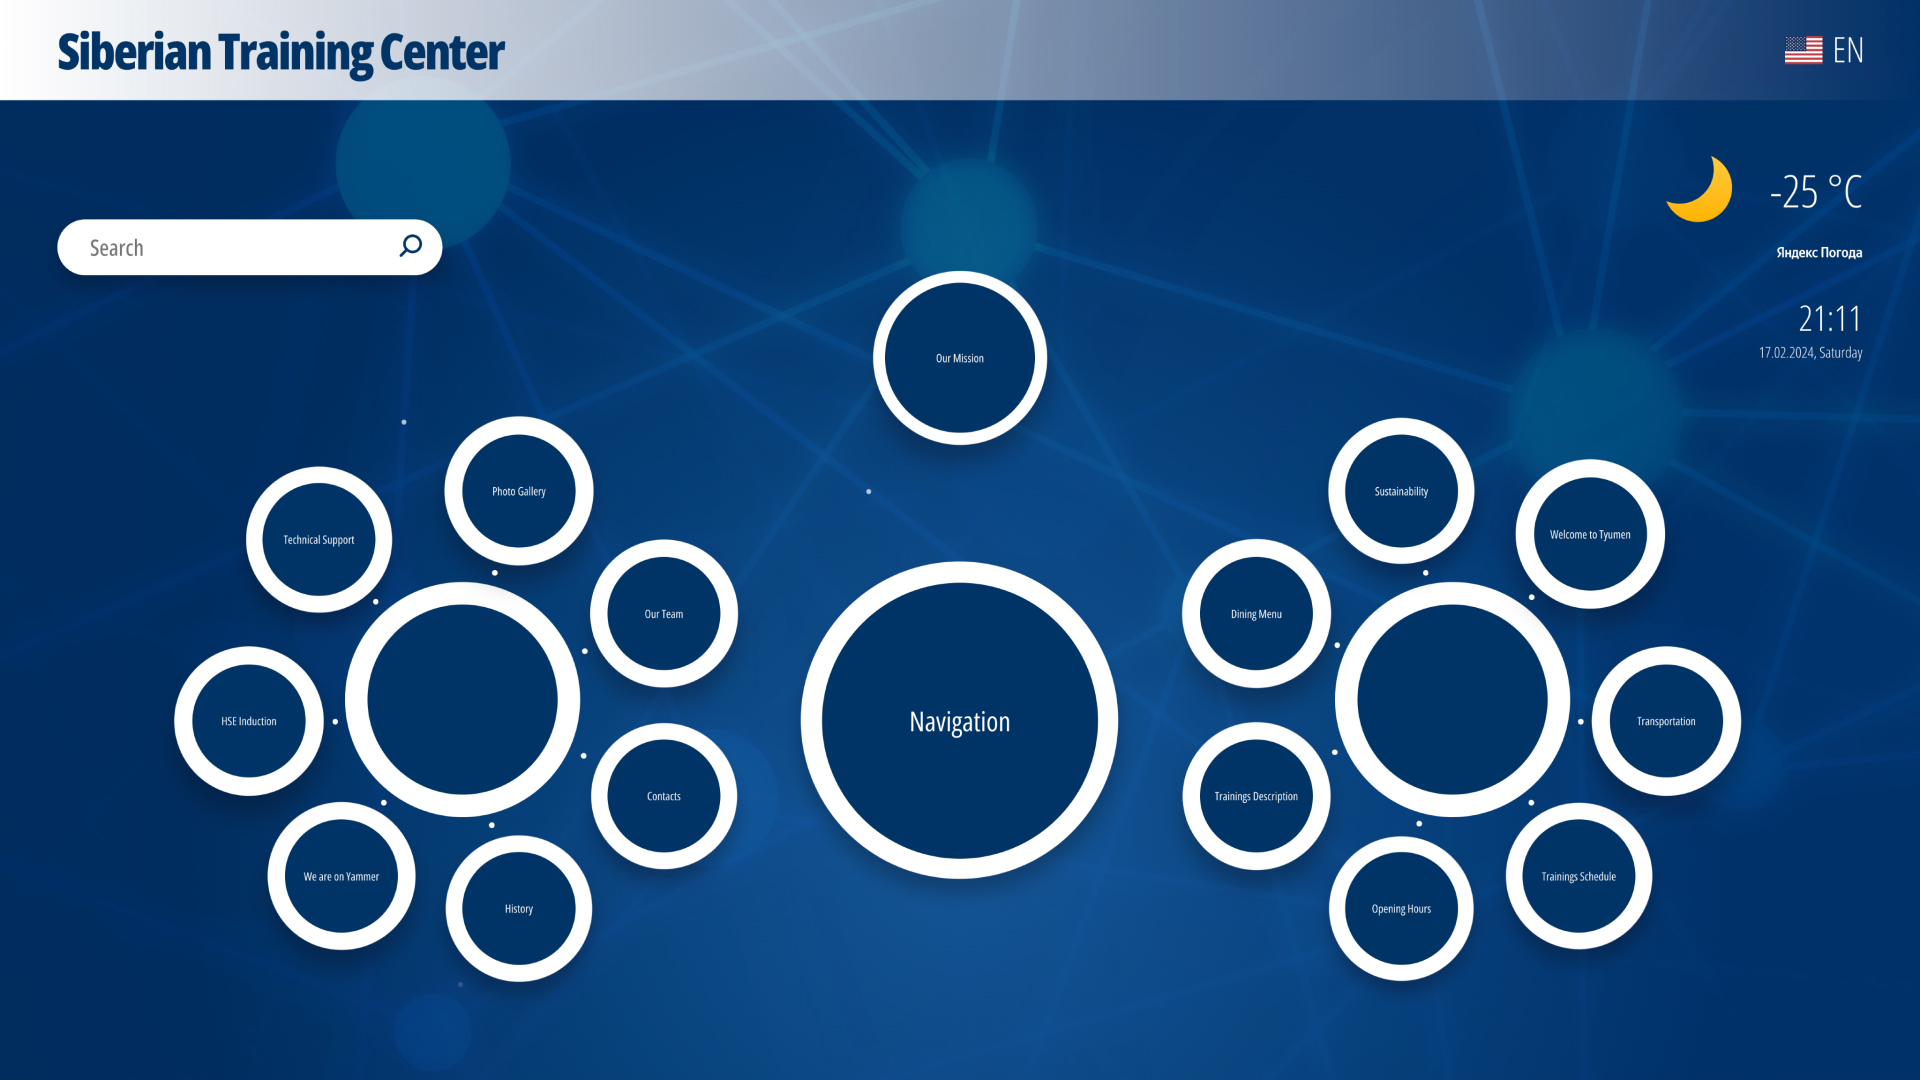 Siberian Training Center
EN
-25 °C
Яндекс Погода
21:11
17.02.2024, Saturday
Search
Our Mission
Photo Gallery
Technical Support
Our Team
HSE Induction
Contacts
We are on Yammer
History
Navigation
Sustainability
Welcome to Tyumen
Dining Menu
Transportation
Trainings Description
Trainings Schedule
Opening Hours